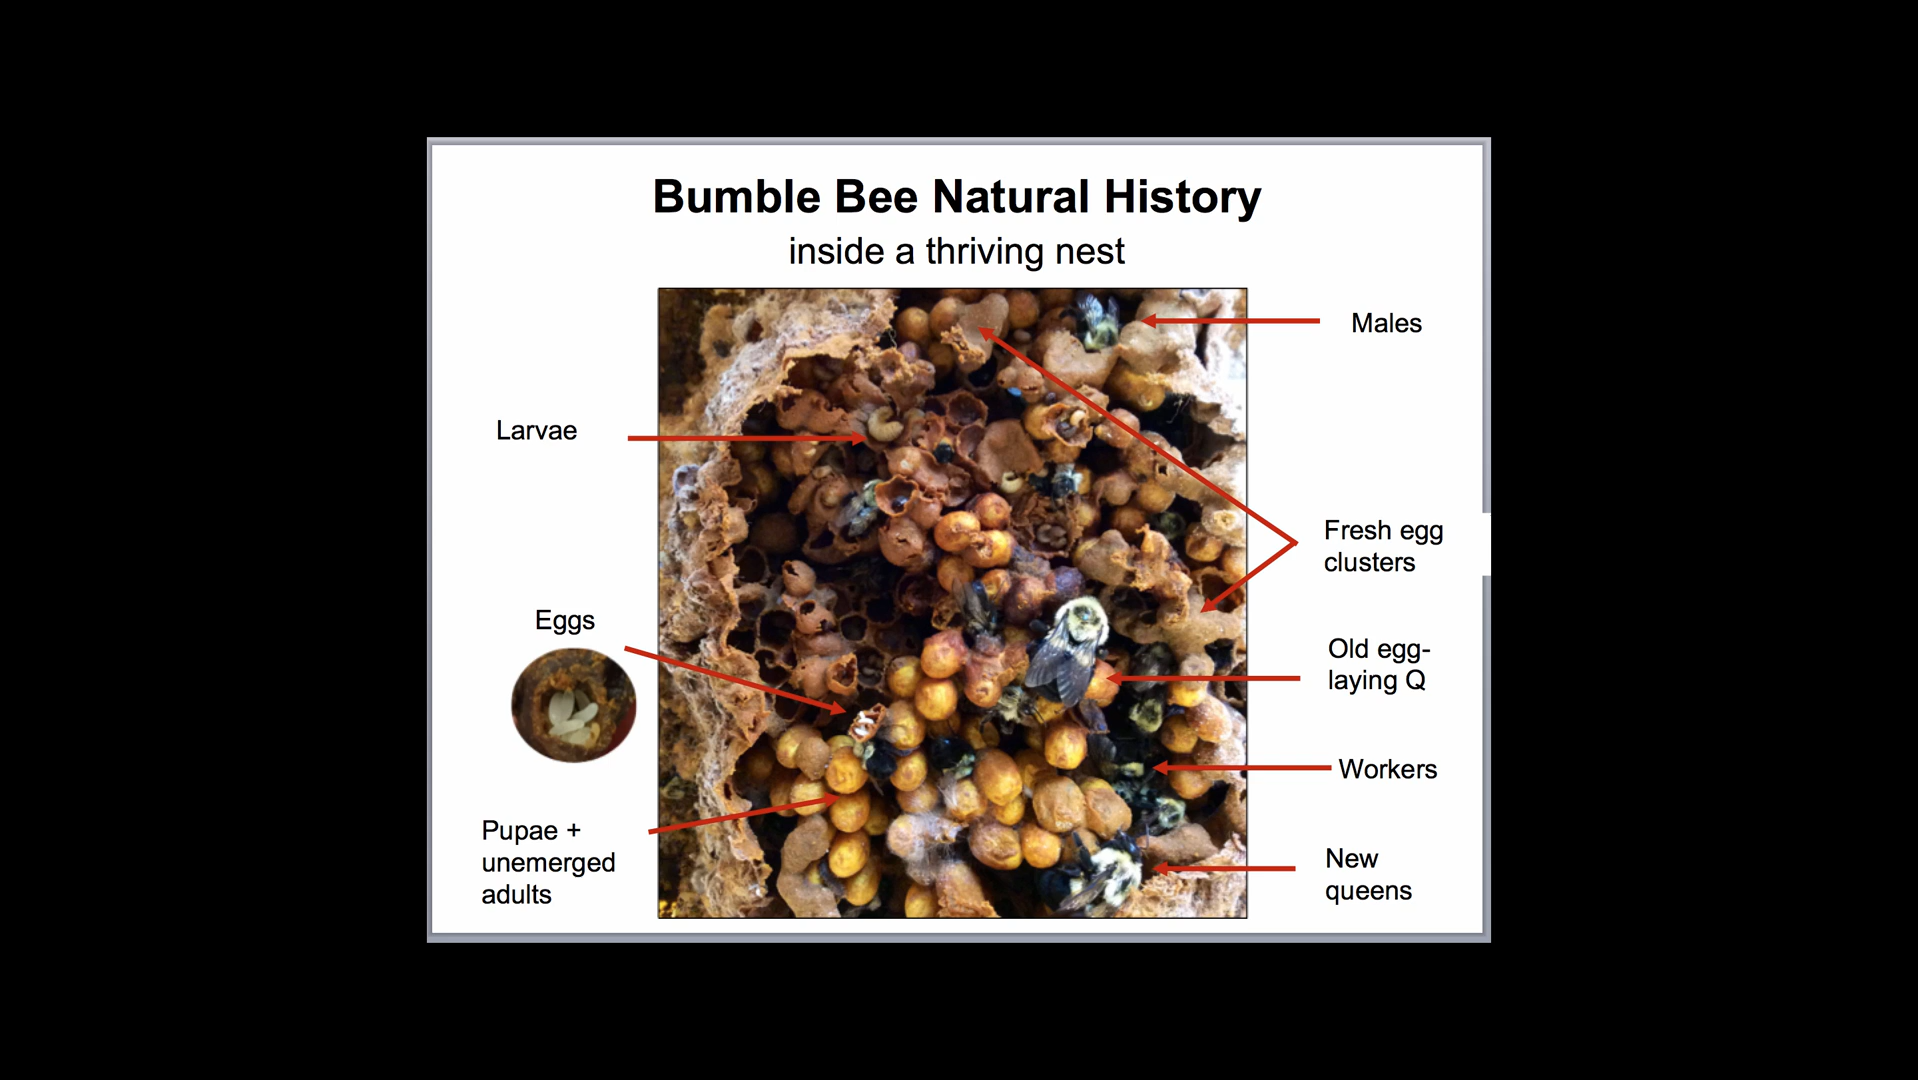 Bumble Bee Natural History
inside a thriving nest
Males
Larvae
Fresh egg
clusters
Eggs
Old egg-
laying Q
Workers
Pupae +
unemerged
adults
New
queens